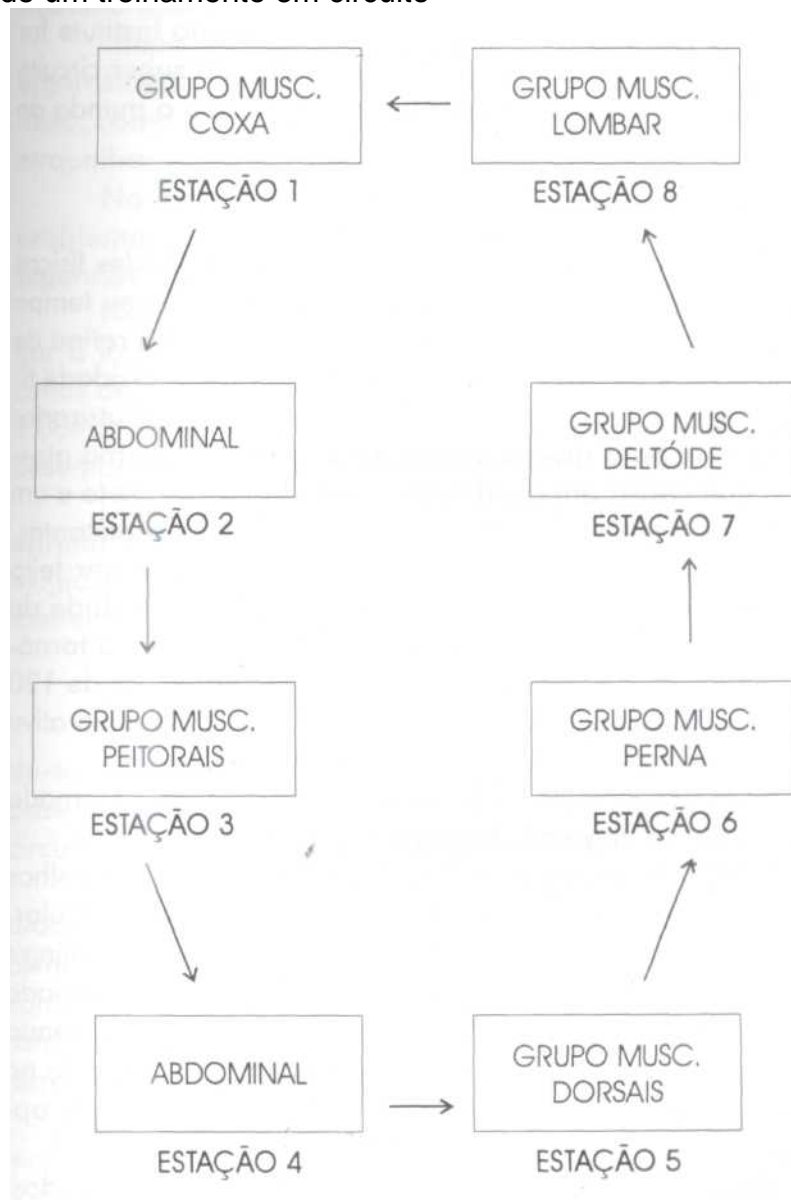 de um treinamento em circuito
GRUPO MUSC.
COXA
ESTAÇÃO 1
GRUPO MUSC.
LOMBAR
ESTAÇÃO 8
ABDOMINAL
ESTAÇÃO 2
GRUPO MUSC.
DELTÓIDE
ESTAÇÃO 7
GRUPO MUSC.
PEITORAIS
ESTAÇÃO 3
GRUPO MUSC.
PERNA
ESTAÇÃO 6
ABDOMINAL
ESTAÇÃO 4
GRUPO MUSC.
DORSAIS
ESTAÇÃO 5